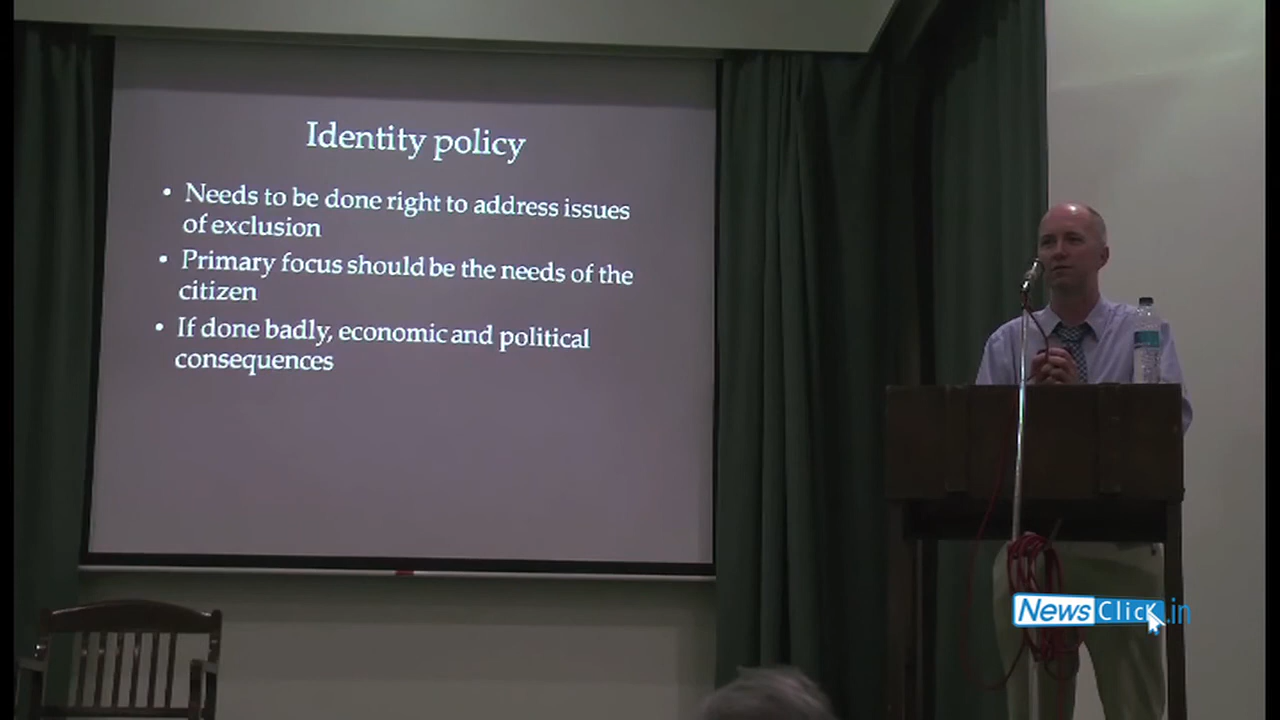 Identity policy
• Needs to be done right to address issues
of exclusion
• Primary focus should be the needs of the
citizen
• If done badly, economic and political
consequences
NewsClick.in